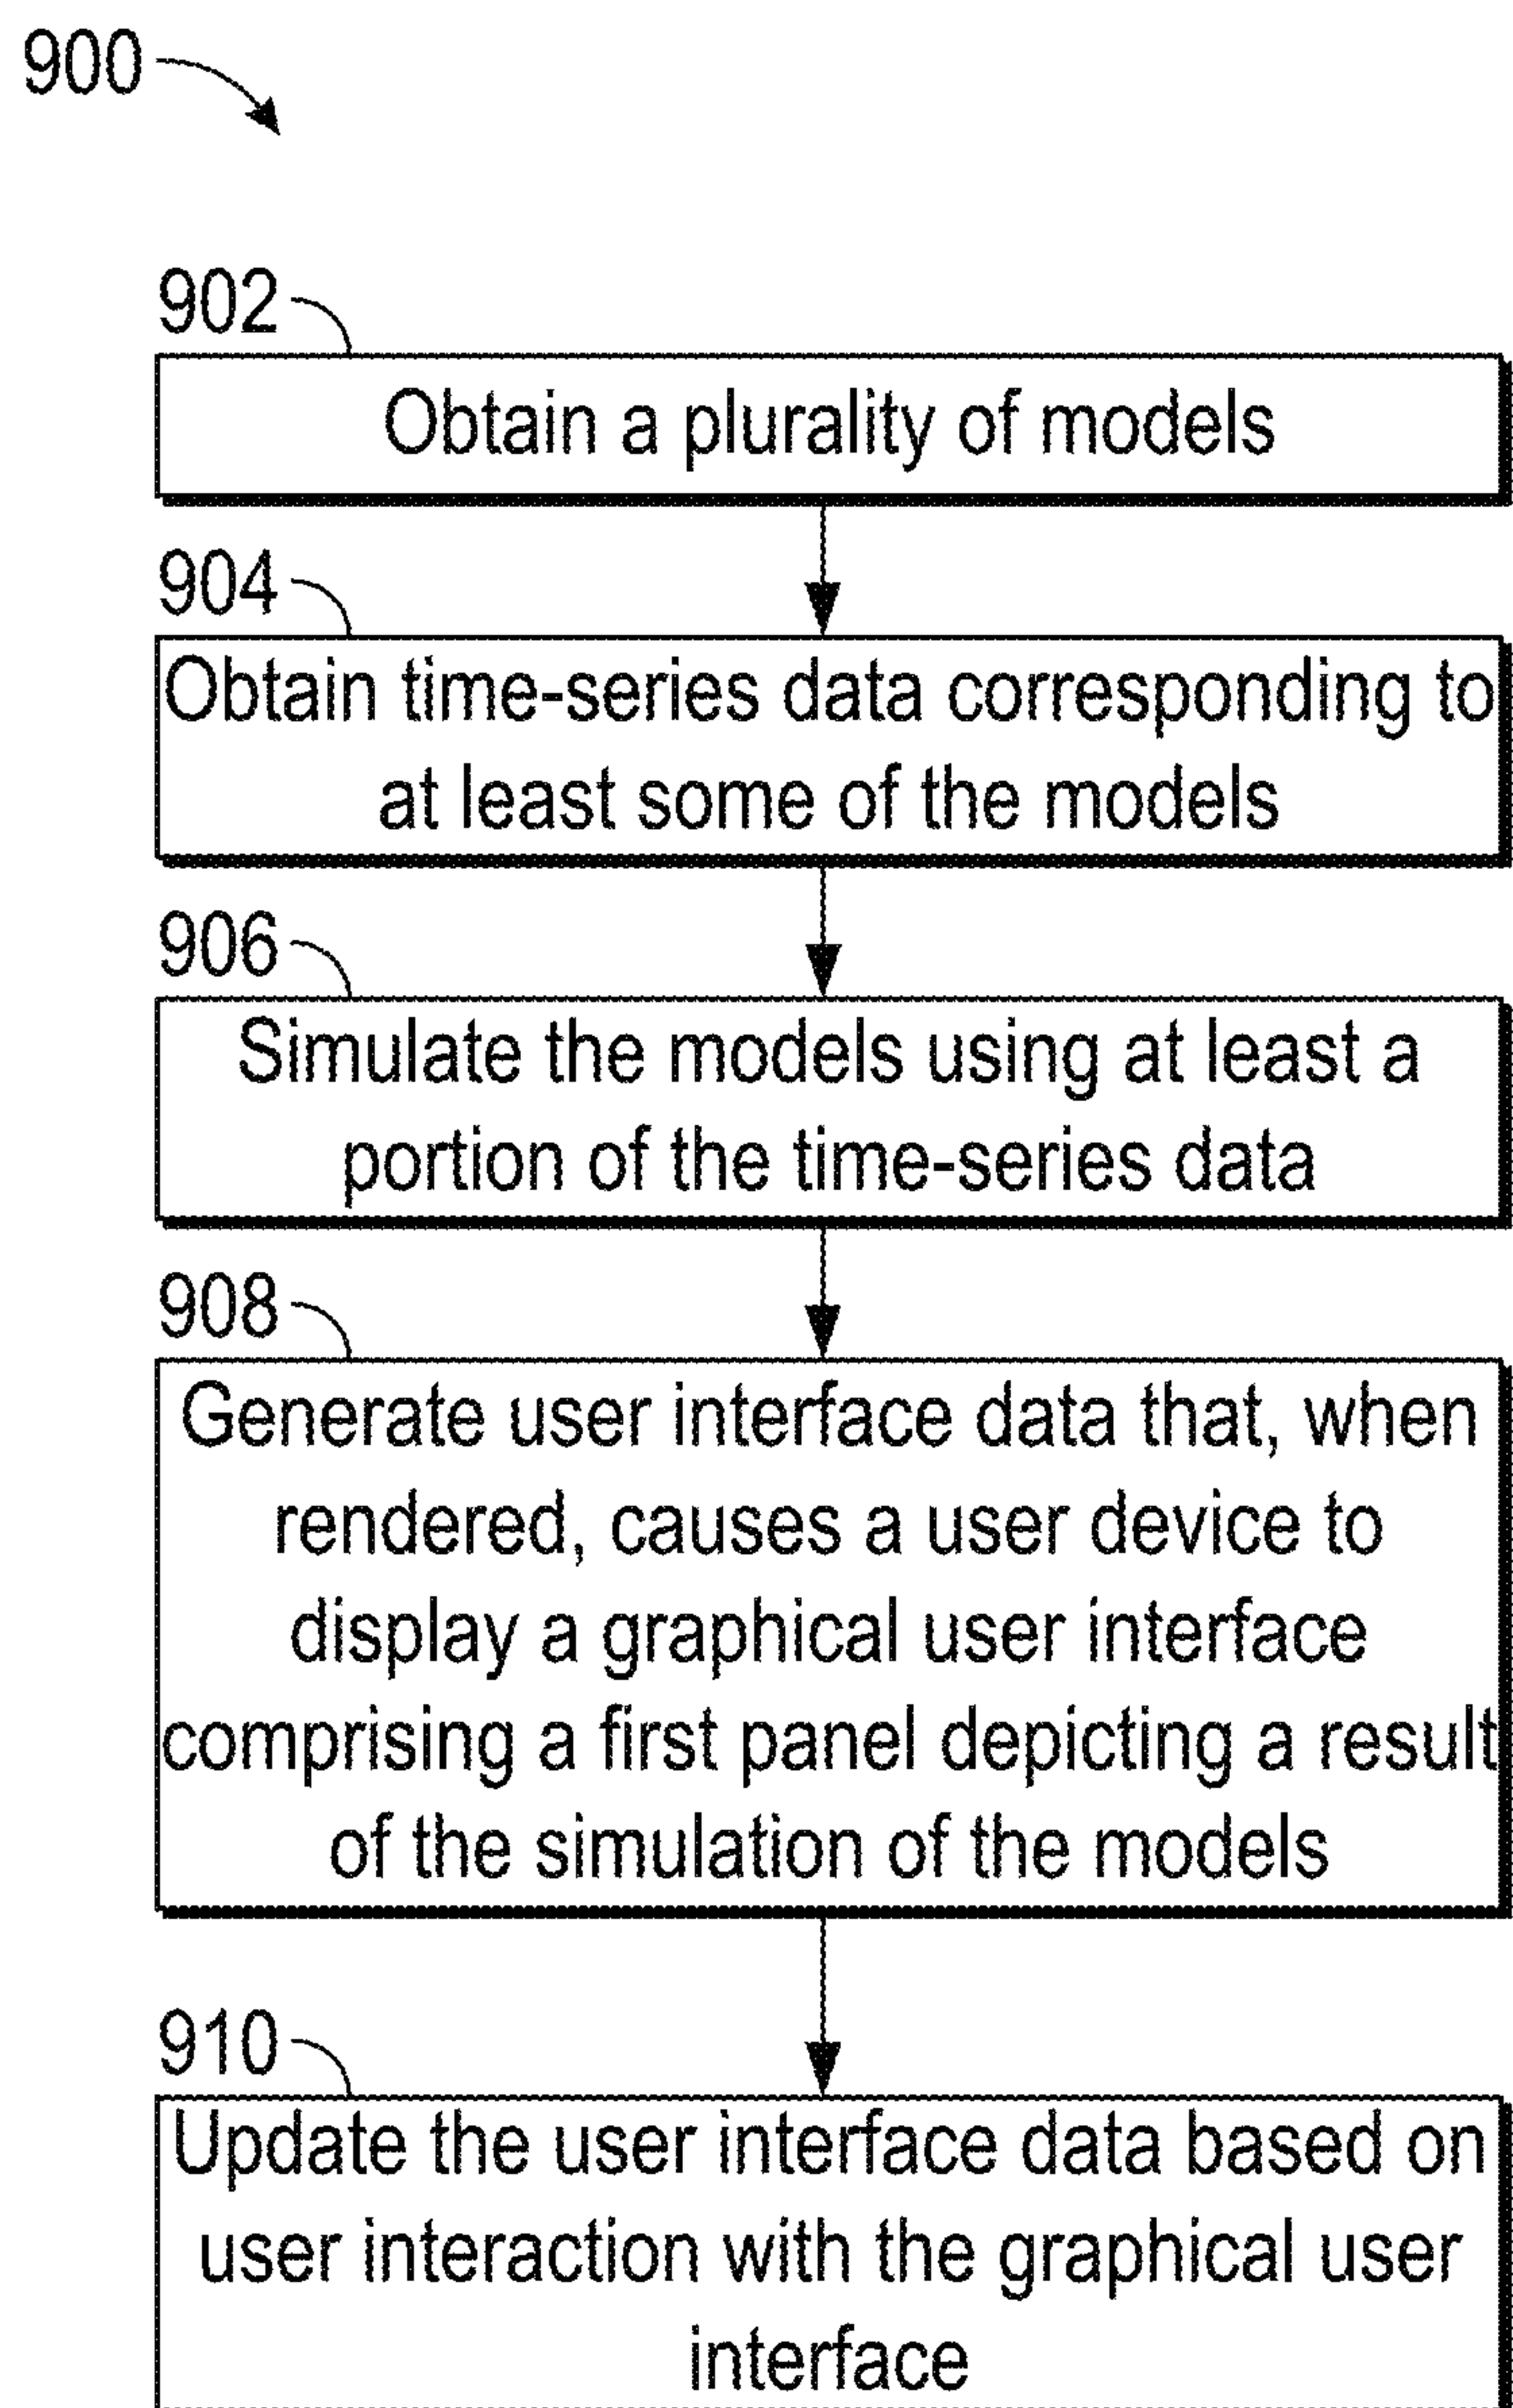 900
902
Obtain a plurality of models
904
Obtain time-series data corresponding to
at least some of the models
906
Simulate the models using at least a
portion of the time-series data
908
Generate user interface data that, when
rendered, causes a user device to
display a graphical user interface
comprising a first panel depicting a result
of the simulation of the models
910
Update the user interface data based on
user interaction with the graphical user
interface